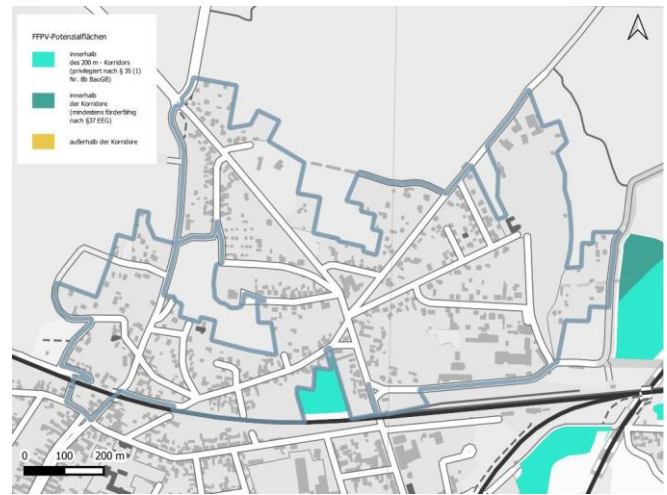 FFPV-Potenzialflächen
innerhalb
des 200 m - Korridors
(privilegiert nach § 35 (1)
Nr. 8b BauGB)
innerhalb
der Korridore
(mindestens förderfähig
nach §37 EEG)
außerhalb der Korridore
0 100 200 m